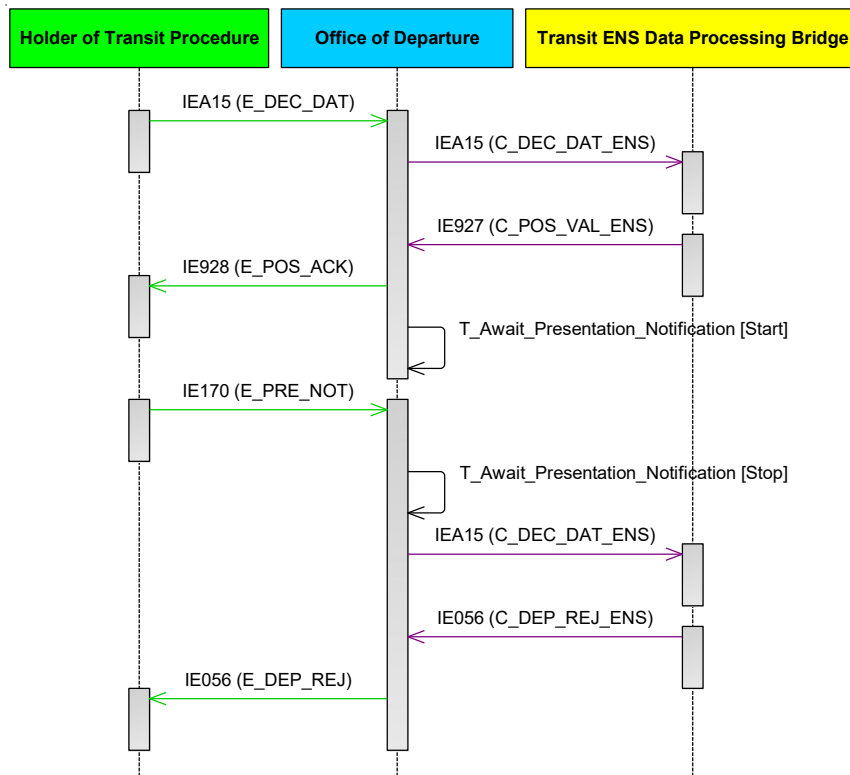 Holder of Transit Procedure
Office of Departure
Transit ENS Data Processing Bridge
IEA15 (E_DEC_DAT)
IEA15 (C_DEC_DAT_ENS)
IE927 (C_POS_VAL_ENS)
IE928 (E_POS_ACK)
T_Await_Presentation_Notification [Start]
IE170 (E_PRE_NOT)
T_Await_Presentation_Notification [Stop]
IEA15 (C_DEC_DAT_ENS)
IE056 (C_DEP_REJ_ENS)
IE056 (E_DEP_REJ)